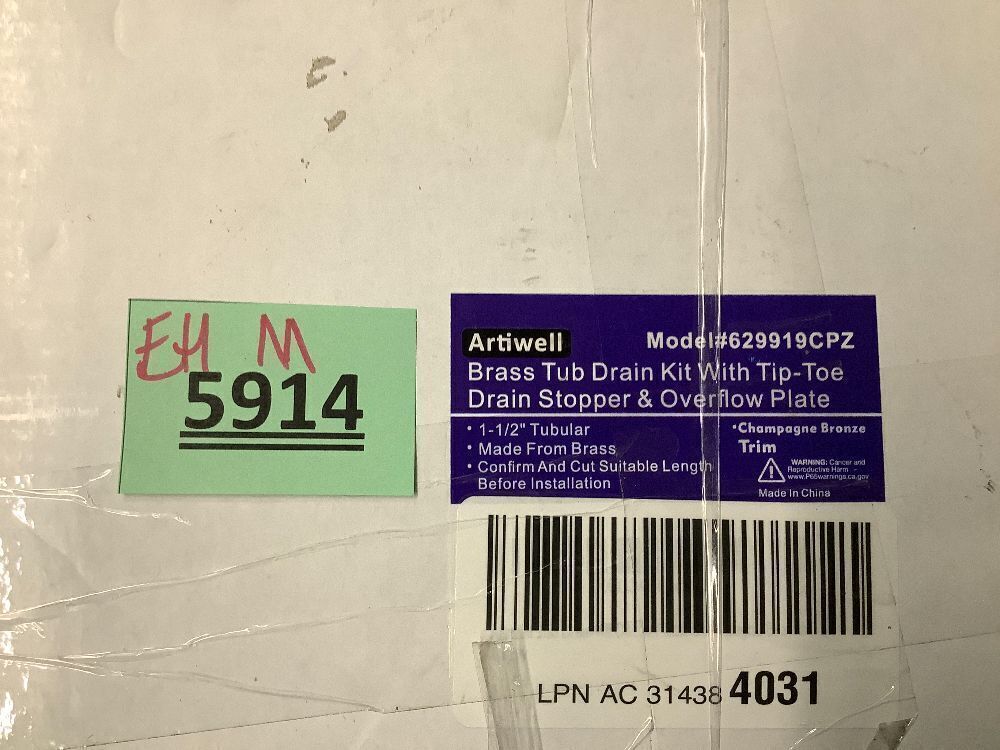 EH M
5914
Artiwell
Model#629919CPZ
Brass Tub Drain Kit With Tip-Toe
Drain Stopper & Overflow Plate
• 1-1/2" Tubular
• Made From Brass
• Confirm And Cut Suitable Length
Before Installation
•Champagne Bronze
Trim
WARNING: Cancer and
Reproductive Harm -
www.P65warnings.ca.gov
Made In China
LPN AC 31438 4031